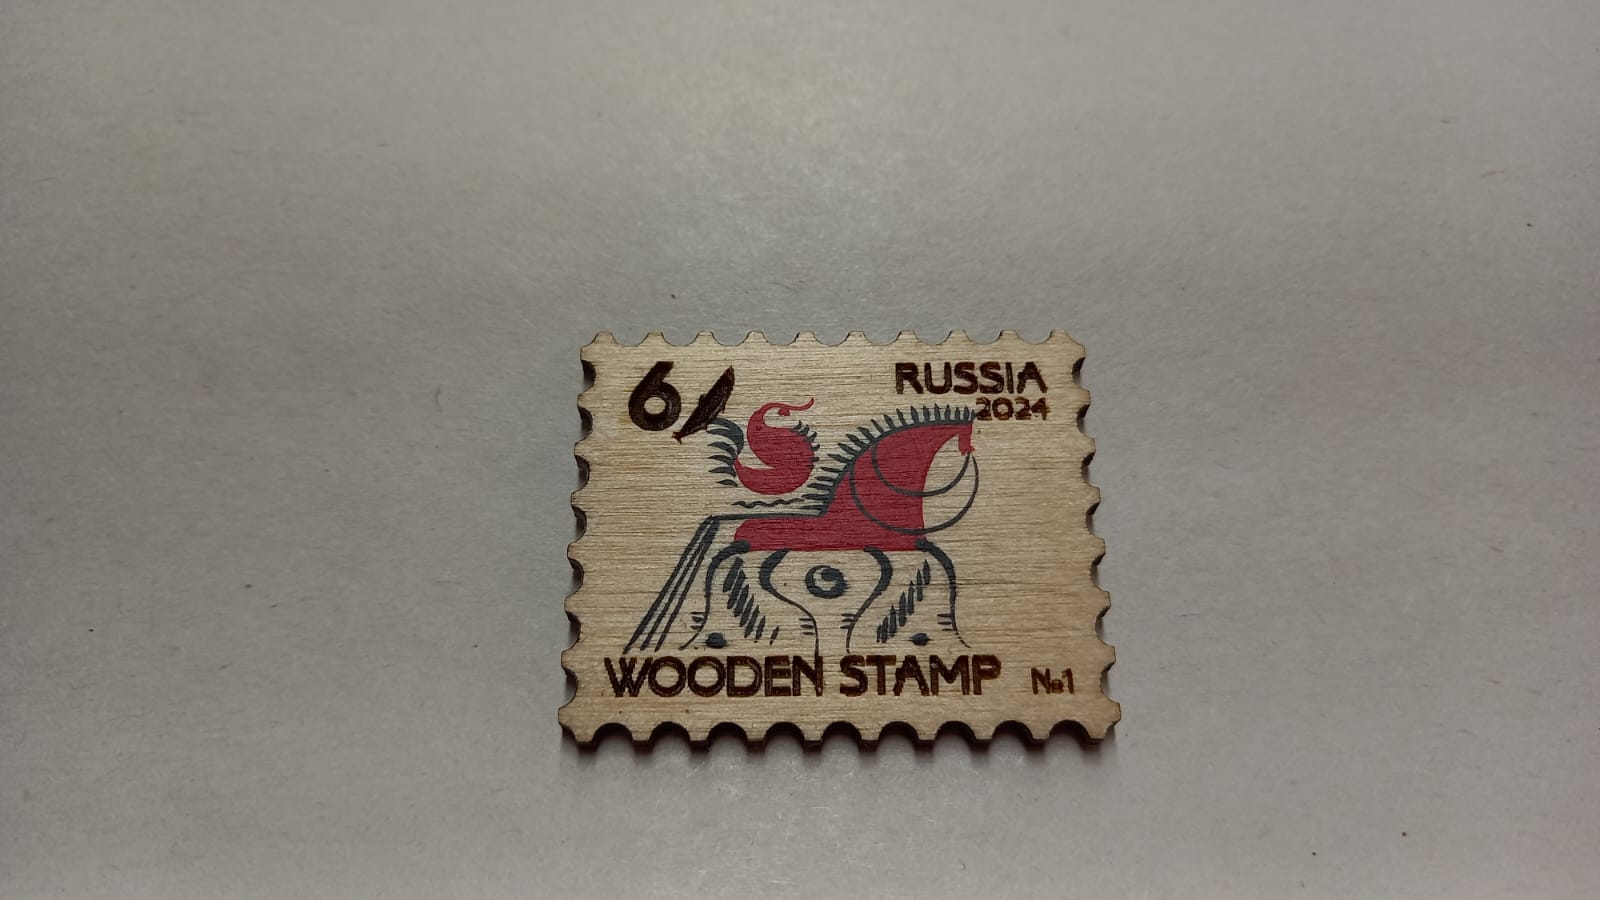 6/
RUSSIA
2024
WOODEN STAMP №1